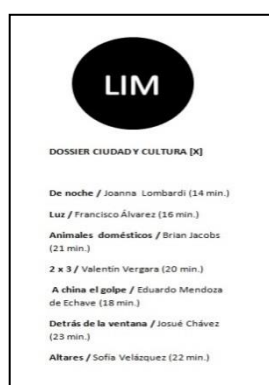 LIM
DOSSIER CIUDAD Y CULTURA [X]
De noche / Joanna Lombardi (14 min.)
Luz / Francisco Álvarez (16 min.)
Animales domésticos / Brian Jacobs
(21 min.)
2 x 3 / Valentín Vergara (20 min.)
A china el golpe / Eduardo Mendoza
de Echave (18 min.)
Detrás de la ventana / Josué Chávez
(23 min.)
Altares / Sofía Velázquez (22 min.)